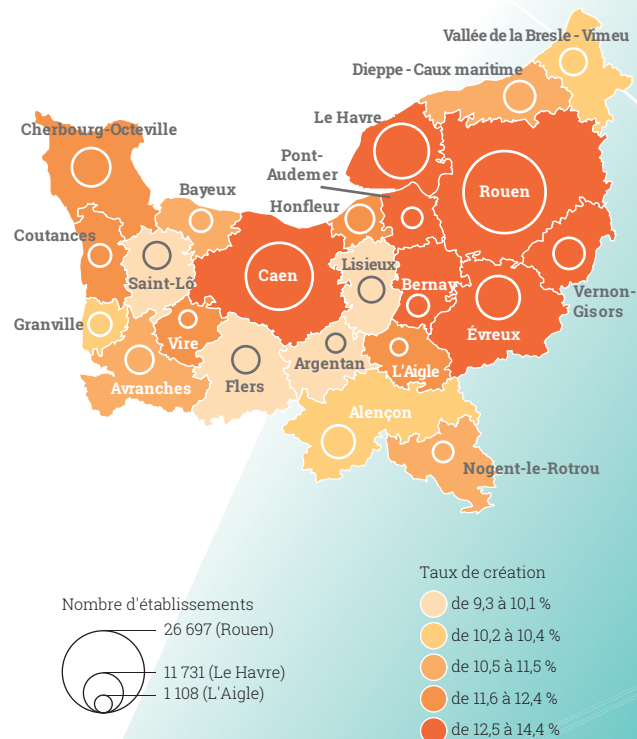 Vallée de la Bresle - Vimeu
Dieppe - Caux maritime
Le Havre
Cherbourg-Octeville
Pont-
Audemer
Rouen
Bayeux
Honfleur
Coutances
Caen
Lisieux
Saint-Lô
Bernay
Vernon-
Gisors
Granville
Vire
Évreux
Argentan
L'Aigle
Avranches
Flers
Alençon
Nogent-le-Rotrou
Nombre d'établissements
26 697 (Rouen)
11 731 (Le Havre)
1 108 (L'Aigle)
Taux de création
de 9,3 à 10,1 %
de 10,2 à 10,4 %
de 10,5 à 11,5 %
de 11,6 à 12,4 %
de 12,5 à 14,4 %